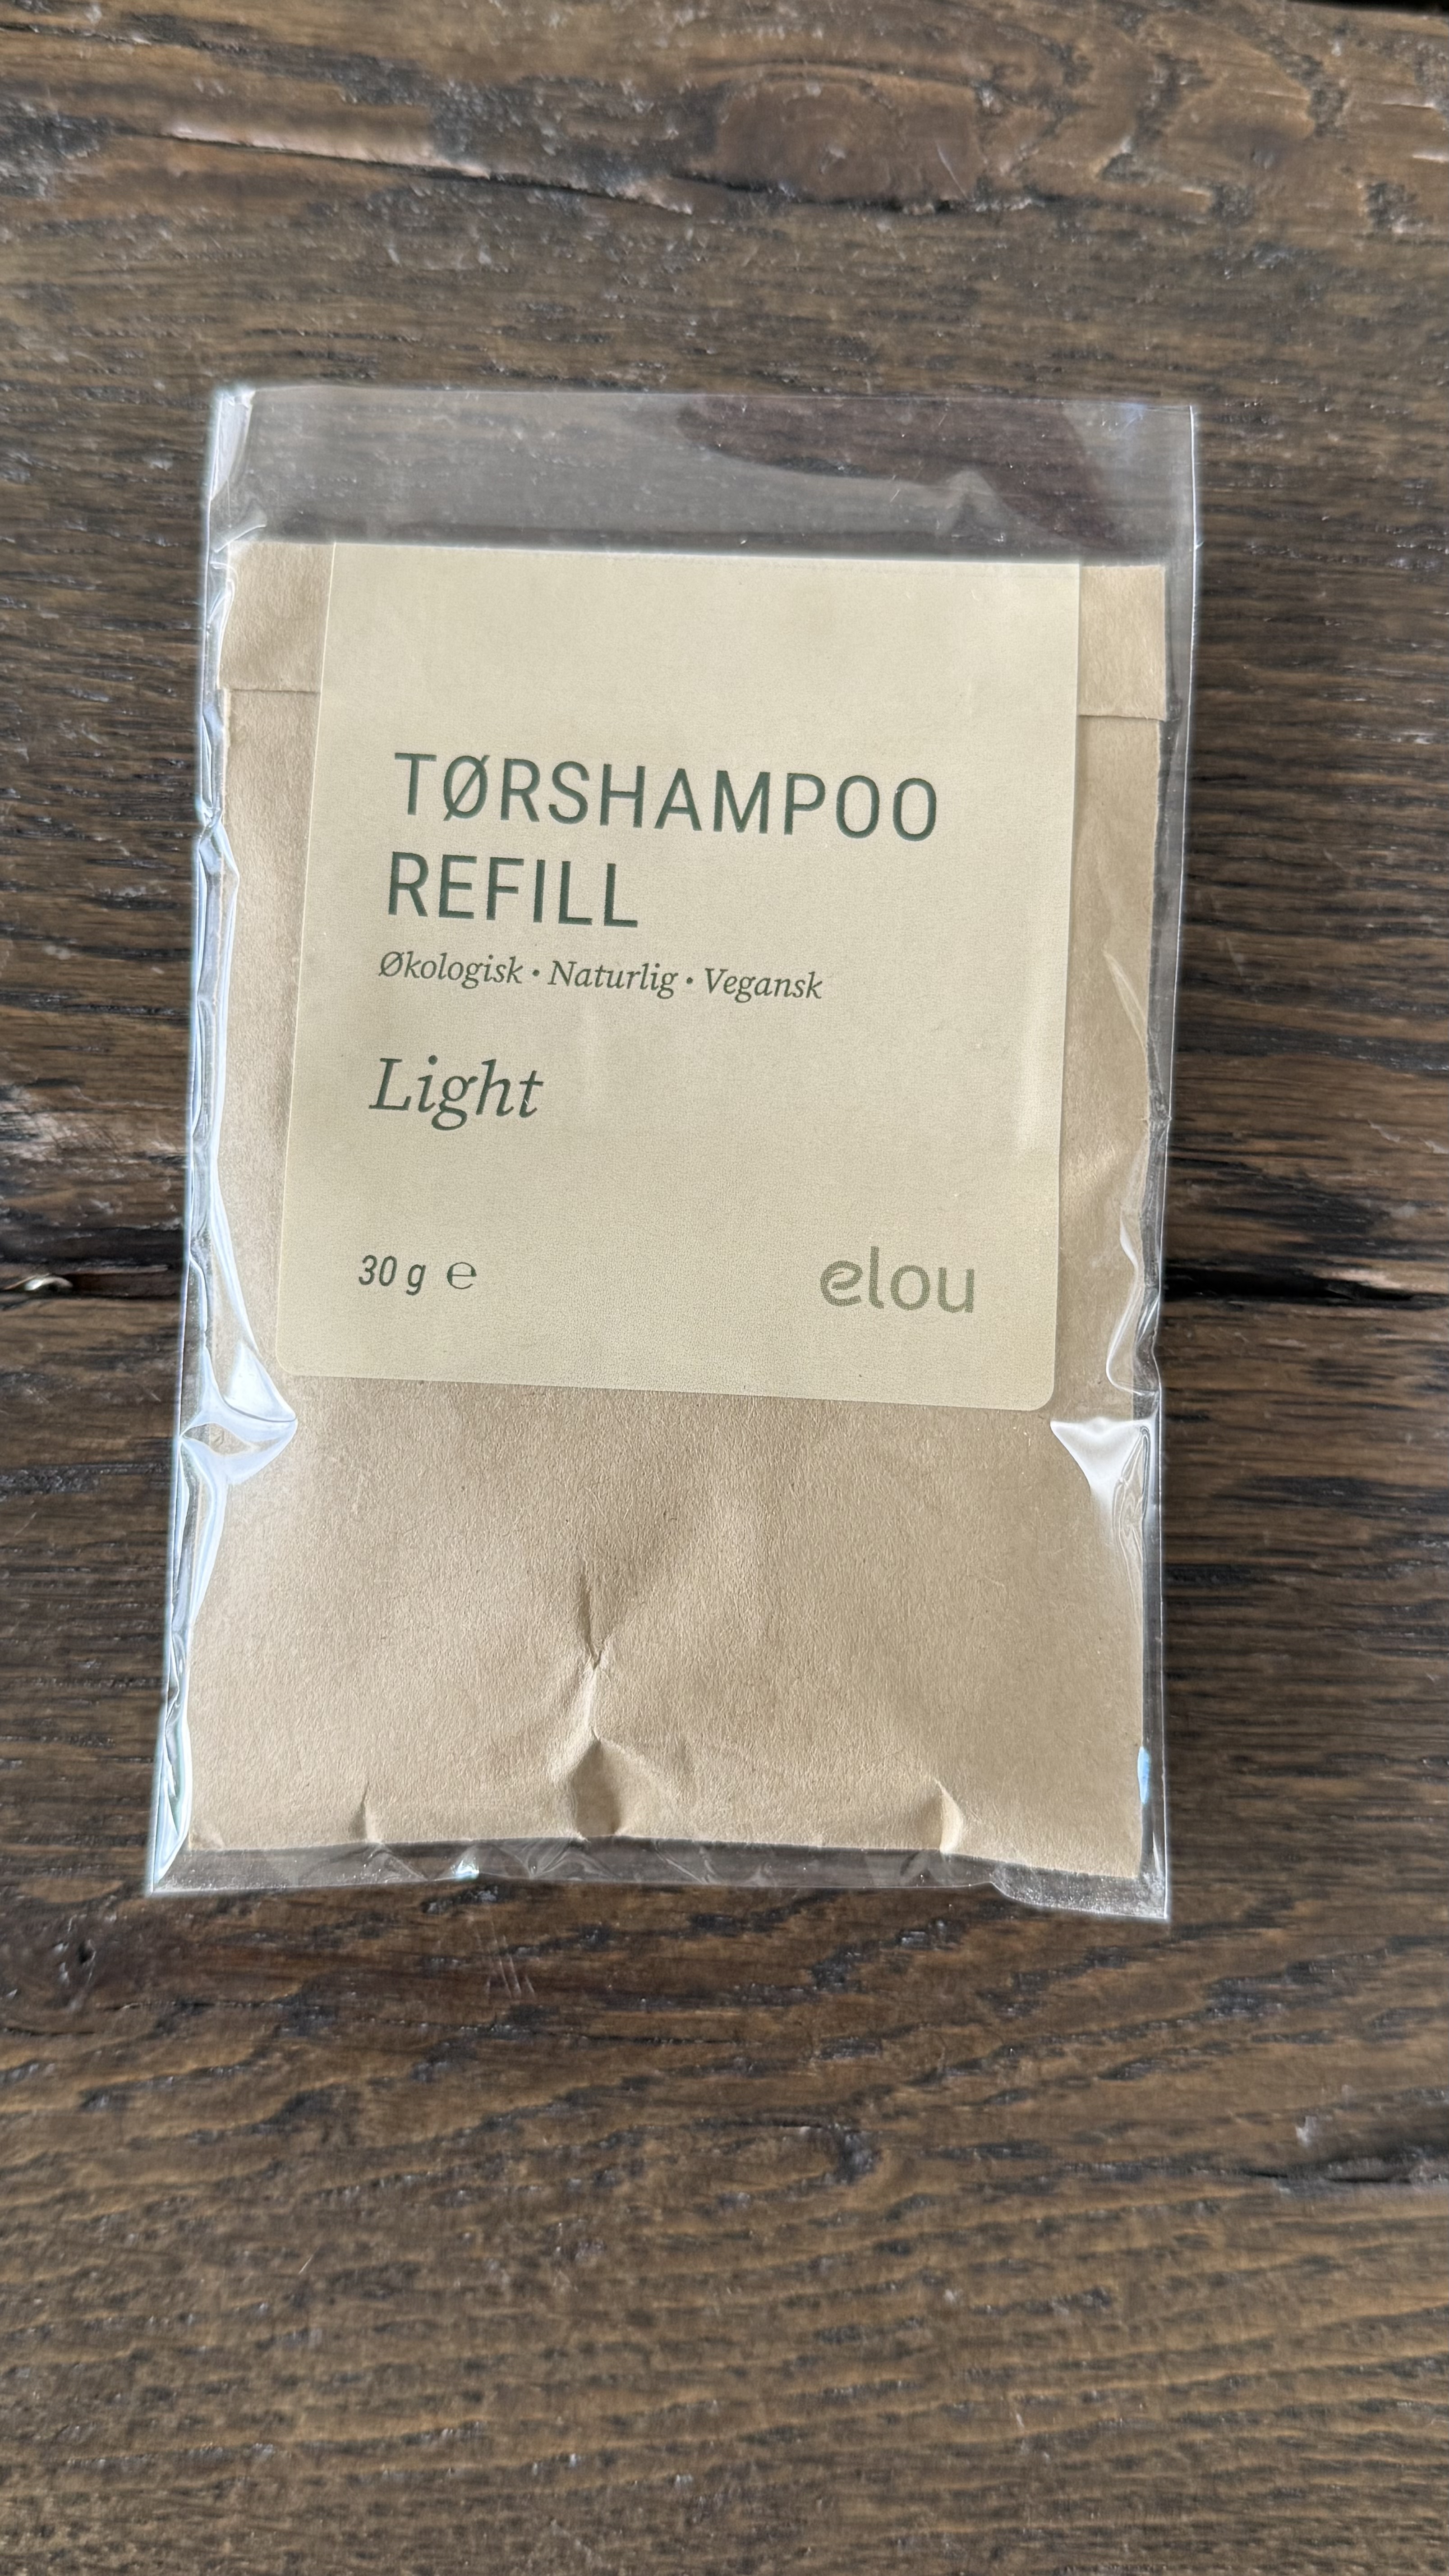 TØRSHAMPOO
REFILL
Økologisk • Naturlig • Vegansk
Light
30 g ℮
elou